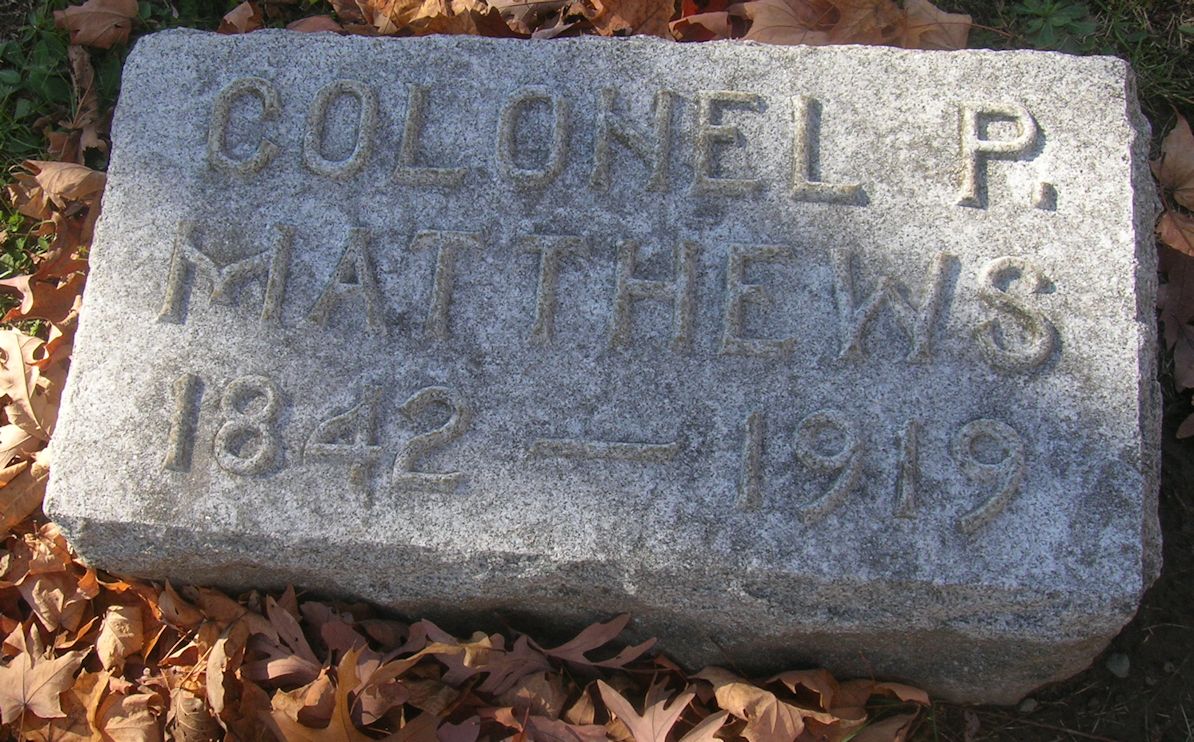 COLONEL P.
MATTHEWS
1842 — 1919